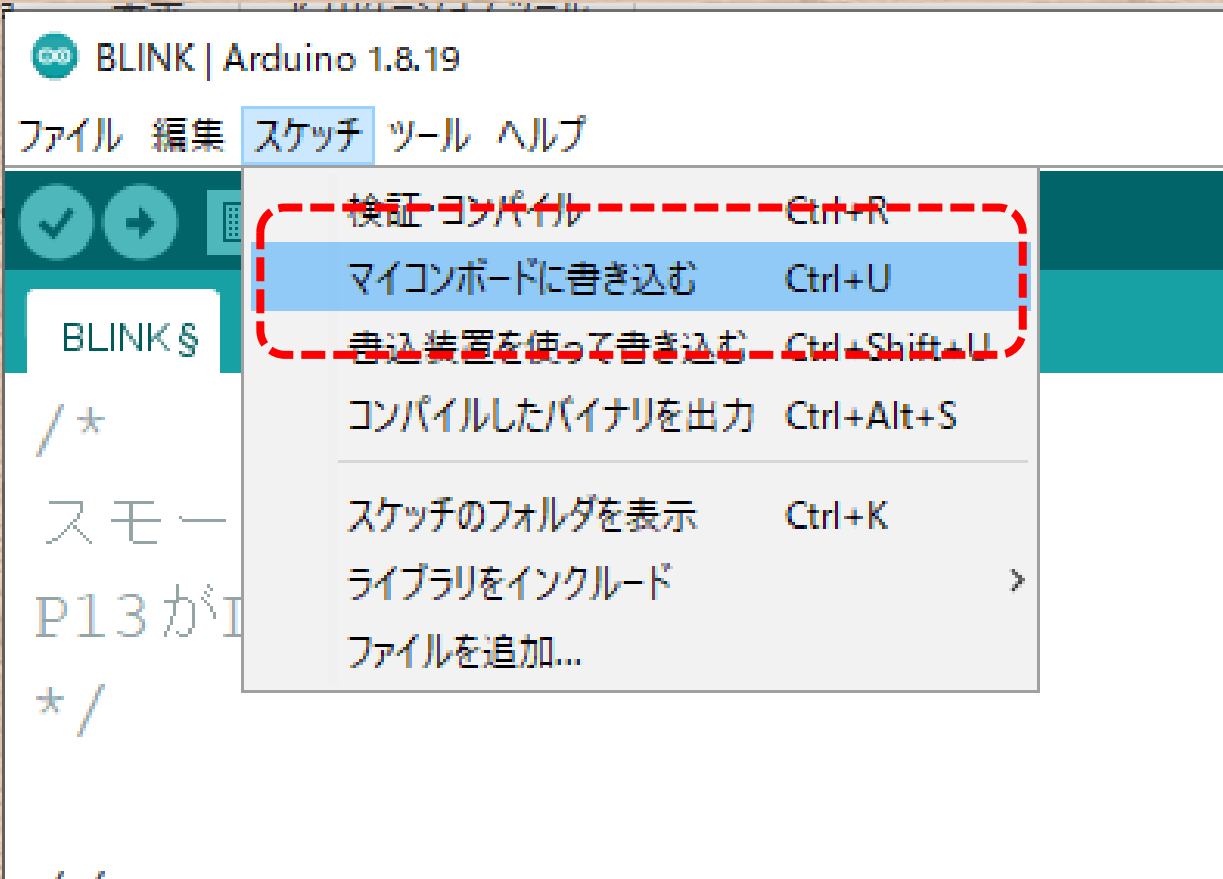 BLINK | Arduino 1.8.19
ファイル 編集 スケッチ ツール ヘルプ
検証・コンパイル Ctrl+R
マイコンボードに書き込む Ctrl+U
書込装置を使って書き込む Ctrl+Shift+U
コンパイルしたバイナリを出力 Ctrl+Alt+S
スケッチのフォルダを表示 Ctrl+K
ライブラリをインクルード
ファイルを追加...
BLINK§
/*
スモー
P13が
*/